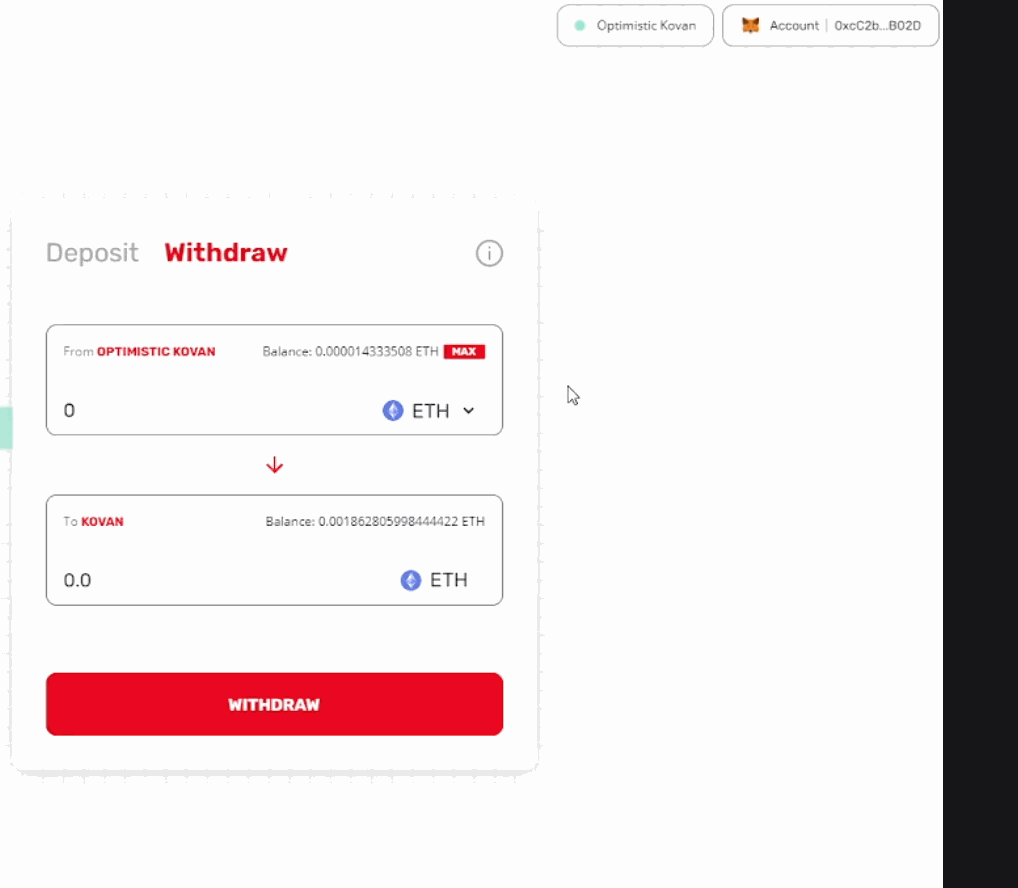 Optimistic Kovan
Account | 0xcC2b...B02D
Deposit Withdraw
From OPTIMISTIC KOVAN Balance: 0.000014333508 ETH MAX
0 ETH
To KOVAN Balance: 0.001862805998444422 ETH
0.0 ETH
WITHDRAW